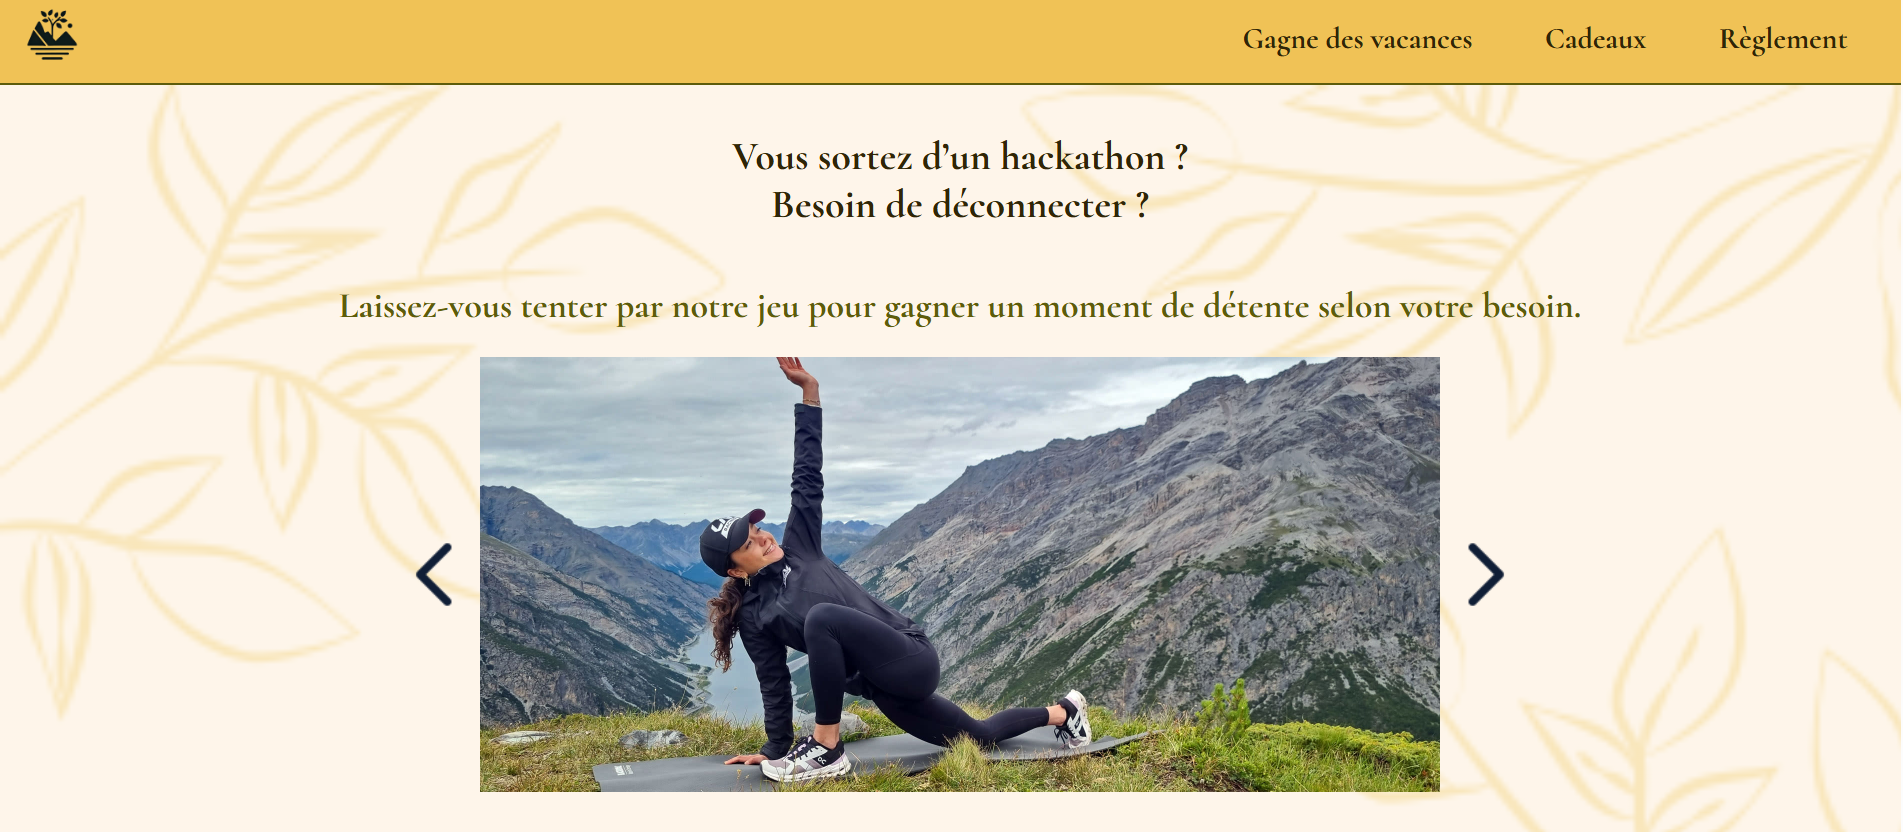 Gagne des vacances Cadeaux Règlement
Vous sortez d’un hackathon ?
Besoin de déconnecter ?
Laissez-vous tenter par notre jeu pour gagner un moment de détente selon votre besoin.